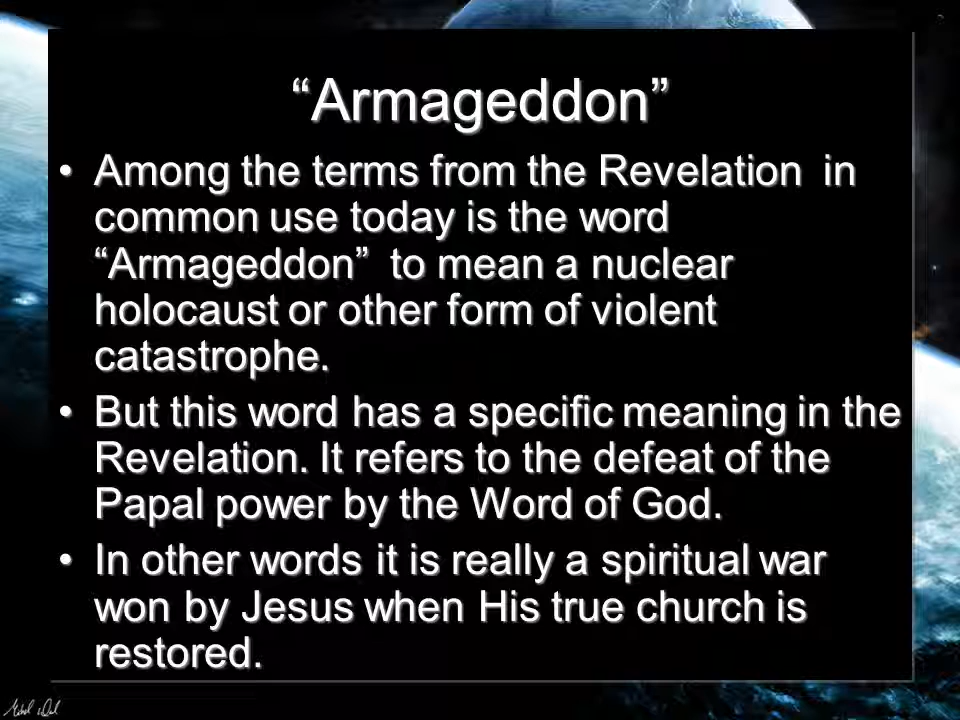 “Armageddon”
• Among the terms from the Revelation in
common use today is the word
“Armageddon” to mean a nuclear
holocaust or other form of violent
catastrophe.
• But this word has a specific meaning in the
Revelation. It refers to the defeat of the
Papal power by the Word of God.
• In other words it is really a spiritual war
won by Jesus when His true church is
restored.